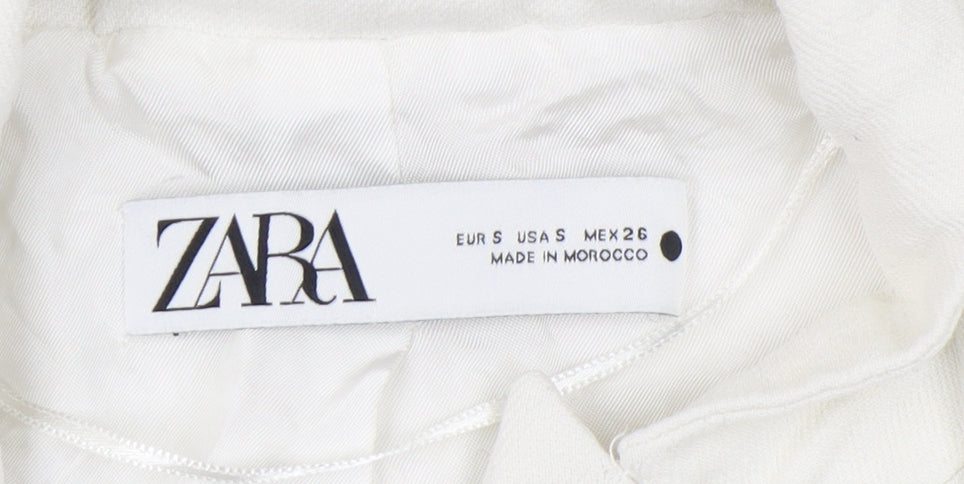 ZARA
EUR S USA S MEX 26
MADE IN MOROCCO